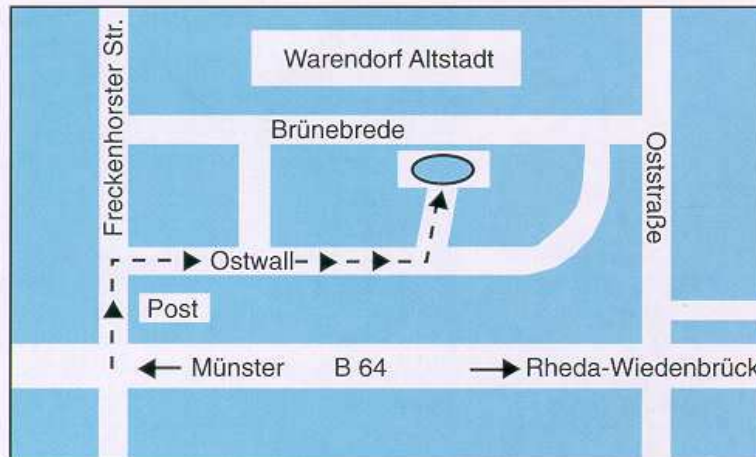 Warendorf Altstadt
Freckenhorster Str.
Brünebrede
Oststraße
Ostwall
Post
Münster
B 64
Rheda-Wiedenbrück